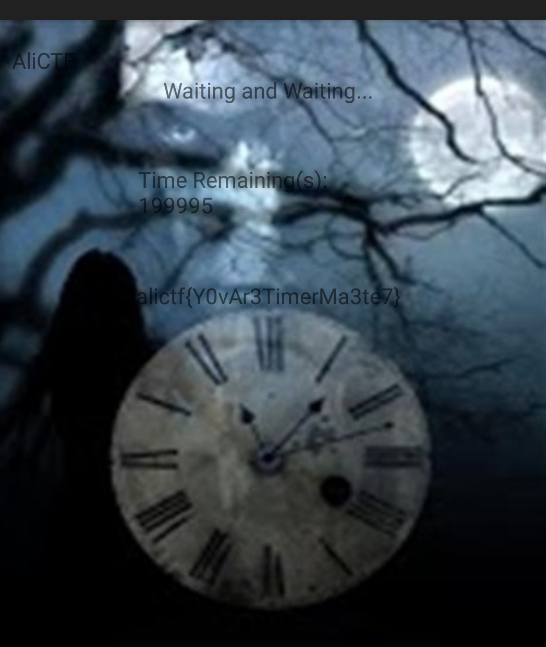 AliCTF
Waiting and Waiting...
Time Remaining(s):
199995
alictf{Y0vAr3TimerMa3te7}